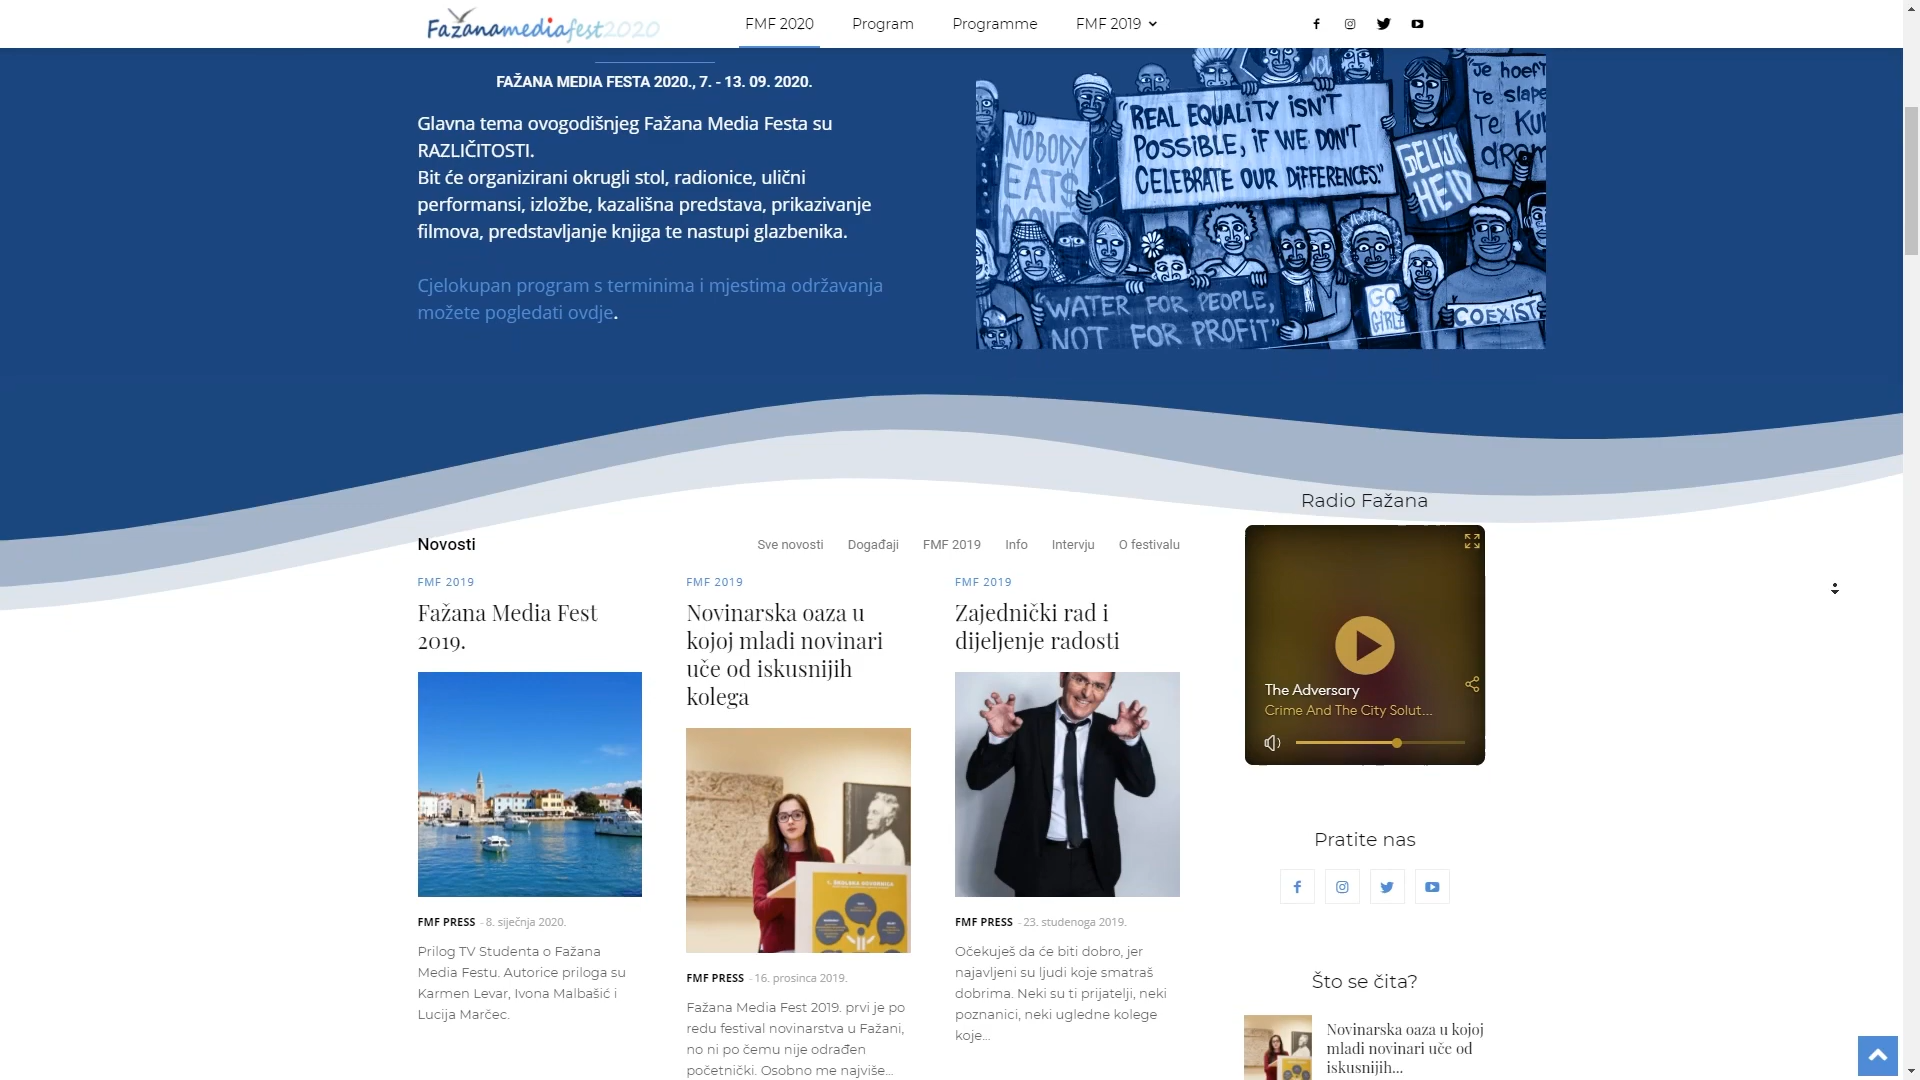 Fažanamediafest2020
FMF 2020
Program
Programme
FMF 2019
FAŽANA MEDIA FESTA 2020., 7. - 13. 09. 2020.
Glavna tema ovogodišnjeg Fažana Media Festa su
RAZLIČITOSTI.
Bit će organizirani okrugli stol, radionice, ulični
performansi, izložbe, kazališna predstava, prikazivanje
filmova, predstavljanje knjiga te nastupi glazbenika.
Cjelokupan program s terminima i mjestima održavanja
možete pogledati ovdje.
NOBODY
EATS
MONEY
"REAL EQUALITY ISN'T
POSSIBLE, IF WE DON'T
CELEBRATE OUR DIFFERENCES."
GELIJK
HEID
"Je hoeft
Te slape
Te
WATER FOR PEOPLE,
NOT FOR PROFIT"
GO
GIRLZ
COEXIST
Novosti
Sve novosti
Događaji
FMF 2019
Info
Intervju
O festivalu
FMF 2019
Fažana Media Fest
2019.
FMF PRESS - 8. siječnja 2020.
Prilog TV Studenta o Fažana
Media Festu. Autorice priloga su
Karmen Levar, Ivona Malbašić i
Lucija Marčec.
FMF 2019
Novinarska oaza u
kojoj mladi novinari
uče od iskusnijih
kolega
FMF PRESS - 16. prosinca 2019.
Fažana Media Fest 2019. prvi je po
redu festival novinarstva u Fažani,
no ni po čemu nije odrađen
početnički. Osobno me najviše...
FMF 2019
Zajednički rad i
dijeljenje radosti
FMF PRESS - 23. studenoga 2019.
Očekuješ da će biti dobro, jer
najavljeni su ljudi koje smatraš
dobrima. Neki su ti prijatelji, neki
poznanici, neki ugledne kolege
koje...
Radio Fažana
The Adversary
Crime And The City Solut...
Pratite nas
Što se čita?
Novinarska oaza u kojoj
mladi novinari uče od
iskusnijih...